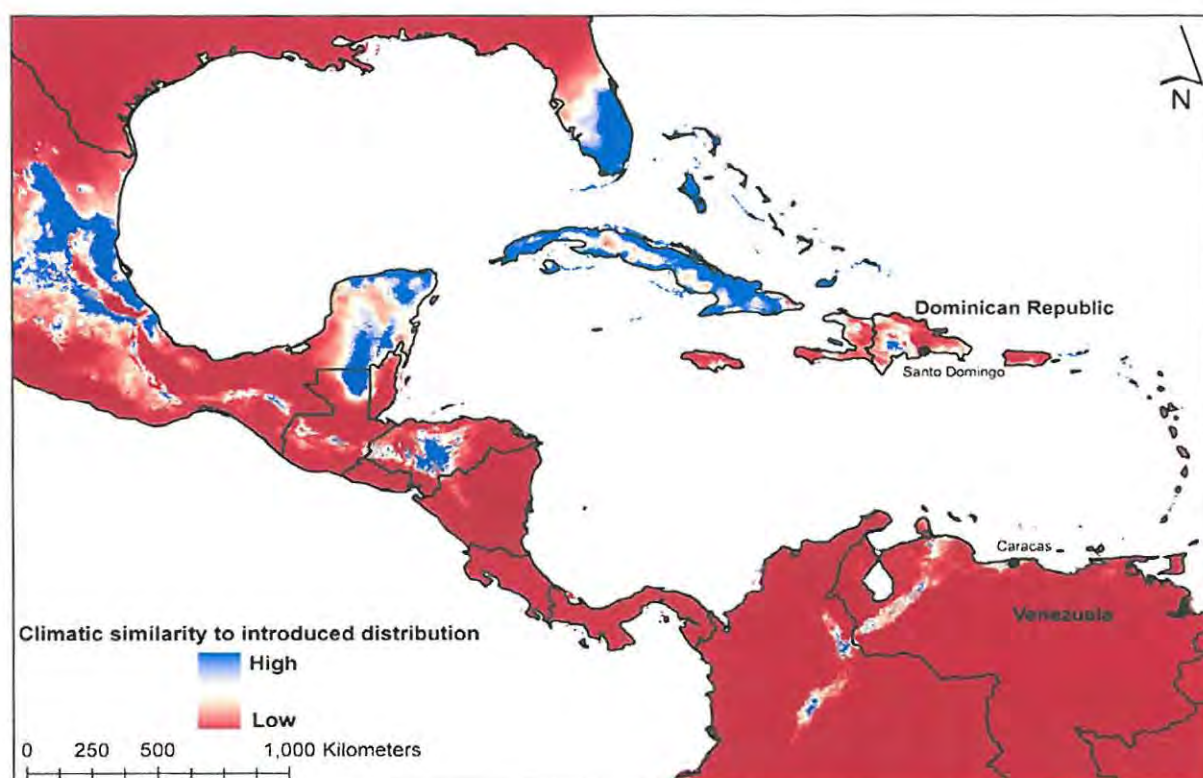 N
Dominican Republic
Santo Domingo
Caracas
Venezuela
Climatic similarity to introduced distribution
High
Low
0 250 500 1,000 Kilometers